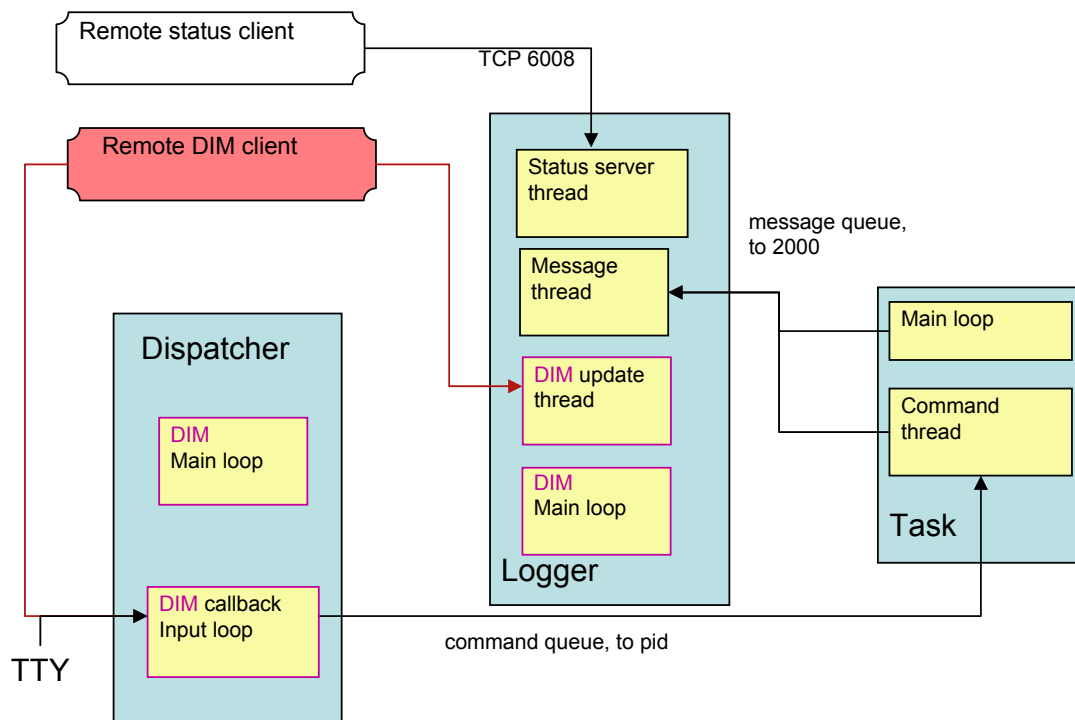 Remote status client
TCP 6008
Remote DIM client
Status server
thread
message queue,
to 2000
Message
thread
Main loop
Dispatcher
DIM update
thread
Command
thread
DIM
Main loop
DIM
Main loop
Task
Logger
DIM callback
Input loop
command queue, to pid
TTY